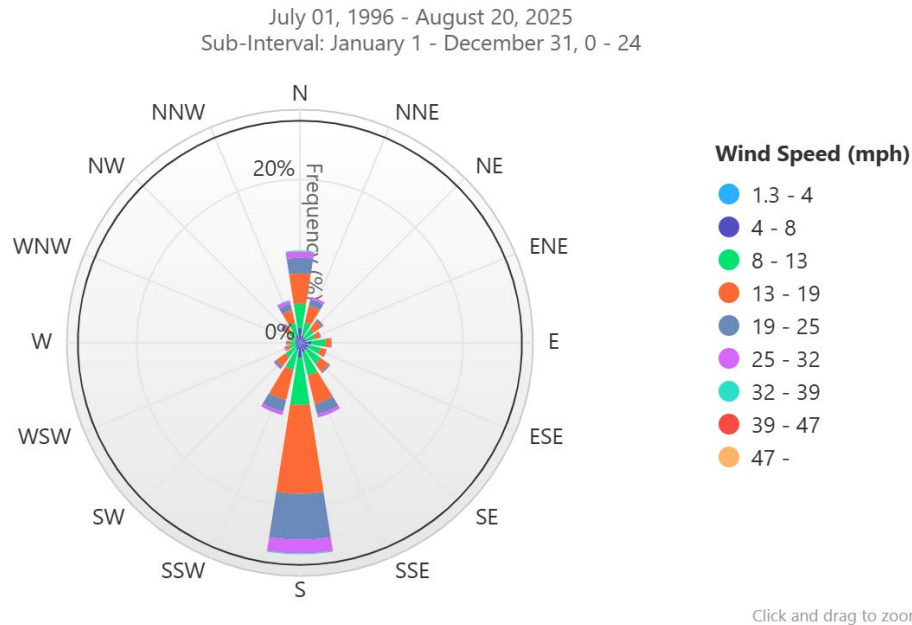 July 01, 1996 - August 20, 2025
Sub-Interval: January 1 - December 31, 0 - 24
N
NNW
NNE
NW
NE
20%
Frequency (%)
WNW
ENE
0%
W
E
WSW
ESE
SW
SE
SSW
SSE
S
Wind Speed (mph)
1.3 - 4
4 - 8
8 - 13
13 - 19
19 - 25
25 - 32
32 - 39
39 - 47
47 -
Click and drag to zoom